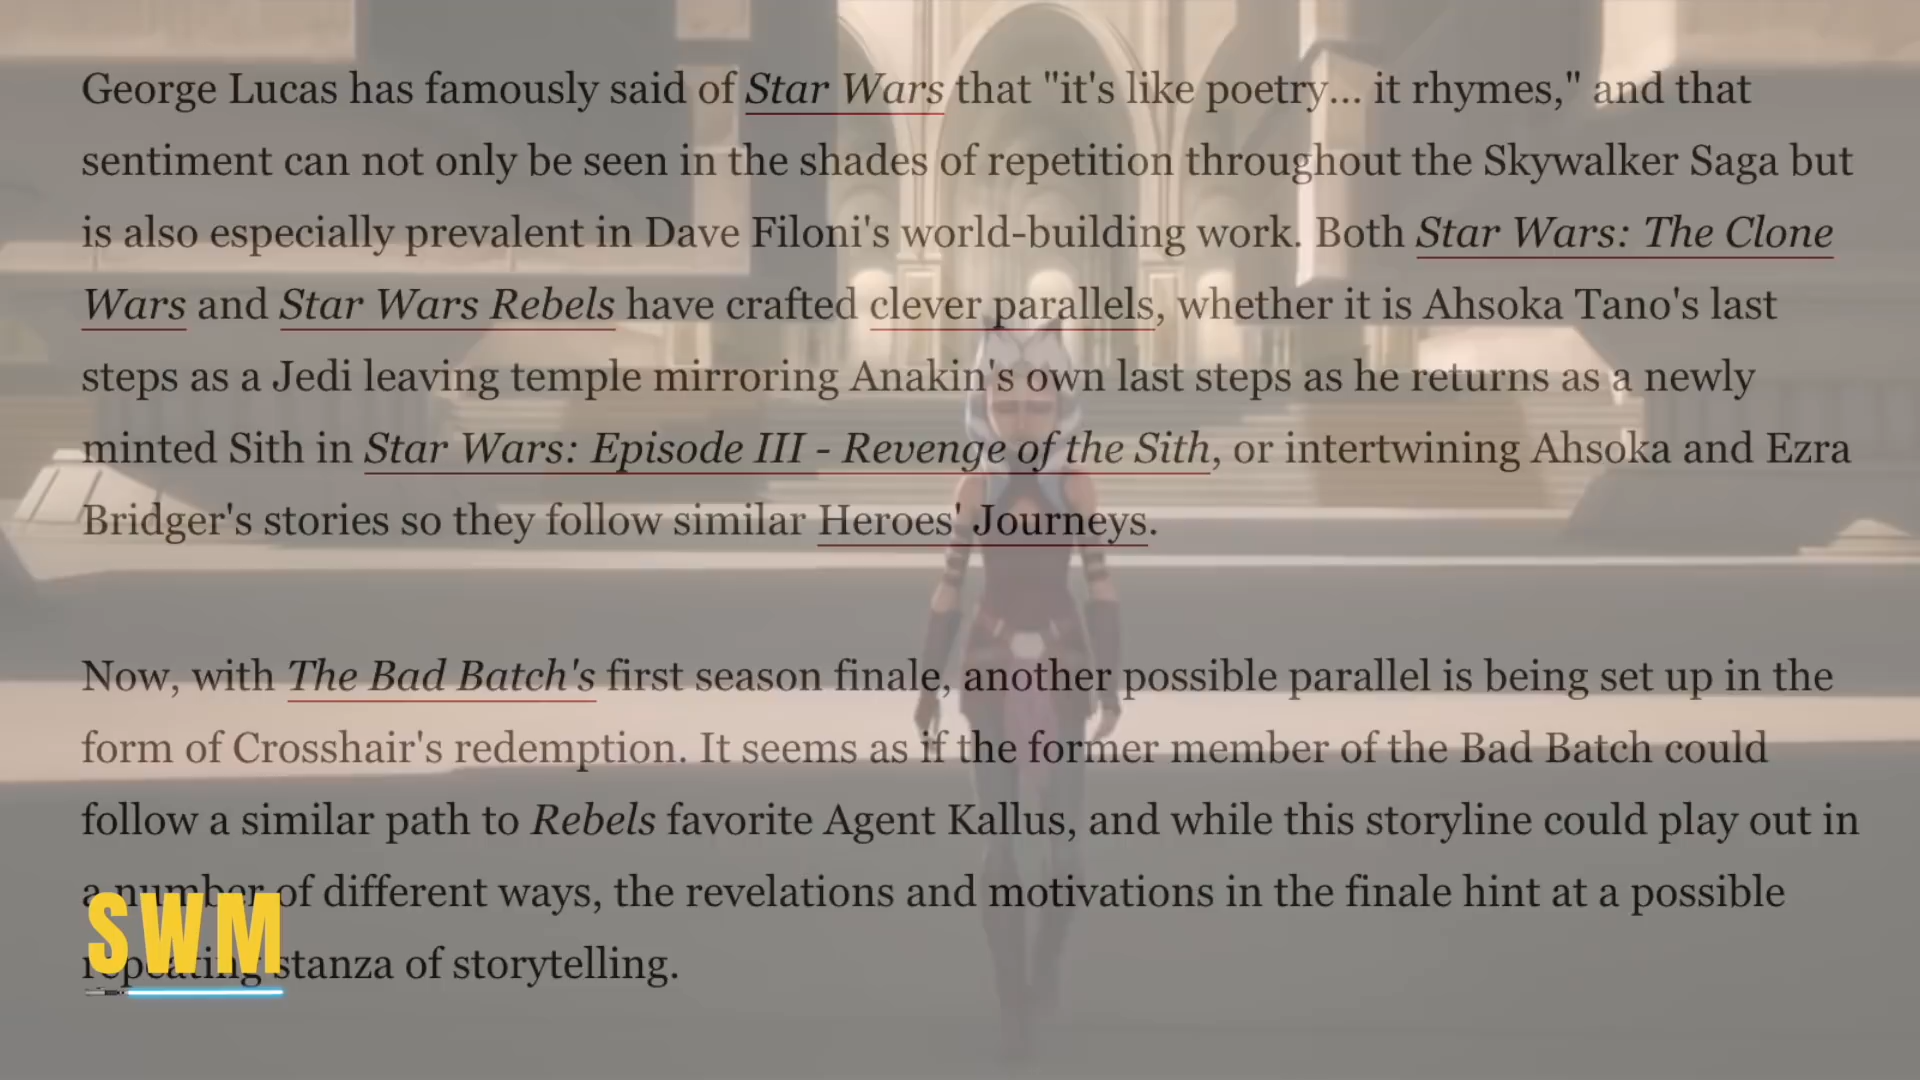 George Lucas has famously said of Star Wars that "it's like poetry... it rhymes," and that
sentiment can not only be seen in the shades of repetition throughout the Skywalker Saga but
is also especially prevalent in Dave Filoni's world-building work. Both Star Wars: The Clone
Wars and Star Wars Rebels have crafted clever parallels, whether it is Ahsoka Tano's last
steps as a Jedi leaving temple mirroring Anakin's own last steps as he returns as a newly
minted Sith in Star Wars: Episode III - Revenge of the Sith, or intertwining Ahsoka and Ezra
Bridger's stories so they follow similar Heroes' Journeys.
Now, with The Bad Batch's first season finale, another possible parallel is being set up in the
form of Crosshair's redemption. It seems as if the former member of the Bad Batch could
follow a similar path to Rebels favorite Agent Kallus, and while this storyline could play out in
a number of different ways, the revelations and motivations in the finale hint at a possible
repeating stanza of storytelling.
SWM